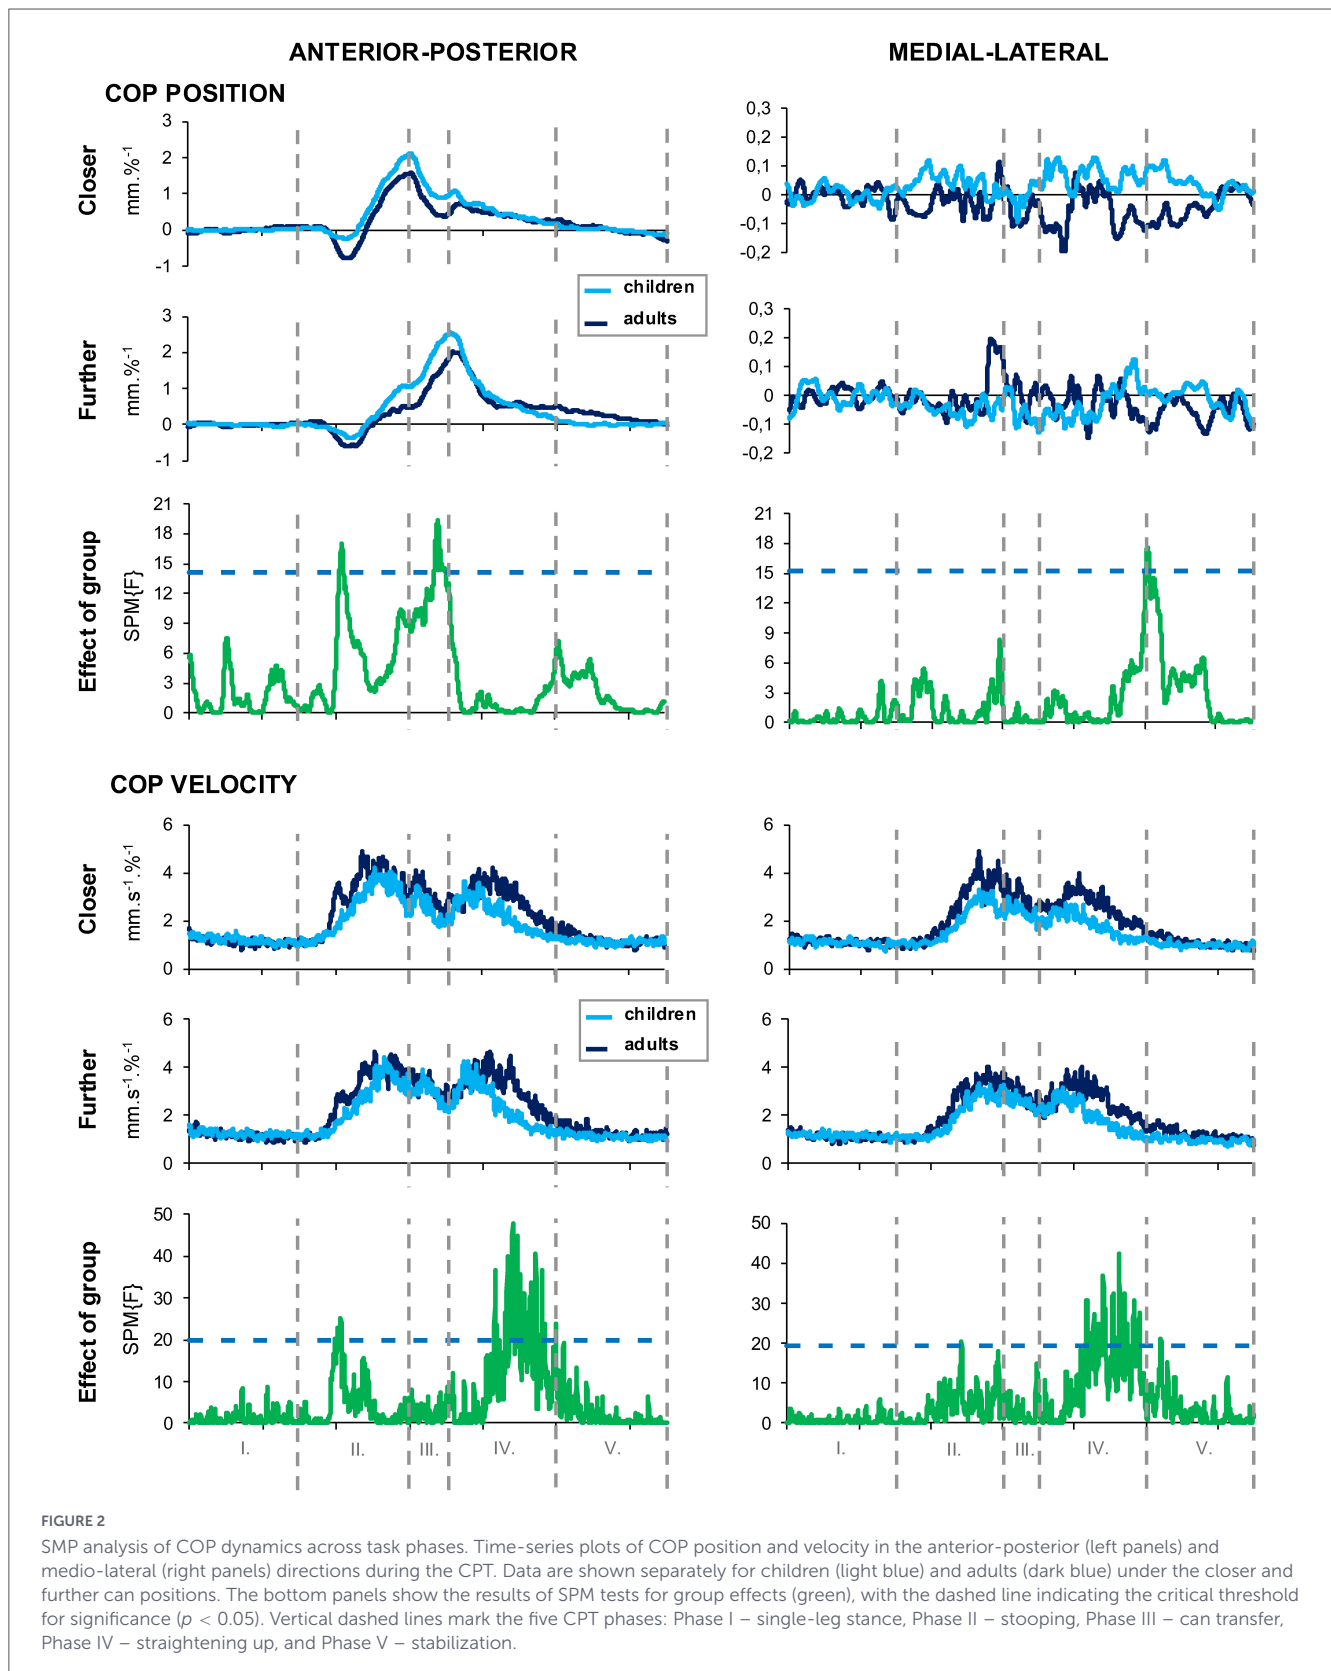 ANTERIOR-POSTERIOR
MEDIAL-LATERAL
COP POSITION
Closer
mm.%-1
3
2
1
0
-1
0,3
0,2
0,1
0
-0,1
-0,2
children
adults
Further
mm.%-1
3
2
1
0
-1
0,3
0,2
0,1
0
-0,1
-0,2
Effect of group
SPM{F}
21
18
15
12
9
6
3
0
21
18
15
12
9
6
3
0
COP VELOCITY
Closer
mm.s-1.%-1
6
4
2
0
6
4
2
0
children
adults
Further
mm.s-1.%-1
6
4
2
0
6
4
2
0
Effect of group
SPM{F}
50
40
30
20
10
0
50
40
30
20
10
0
I. II. III. IV. V.
I. II. III. IV. V.
FIGURE 2
SMP analysis of COP dynamics across task phases. Time-series plots of COP position and velocity in the anterior-posterior (left panels) and
medio-lateral (right panels) directions during the CPT. Data are shown separately for children (light blue) and adults (dark blue) under the closer and
further can positions. The bottom panels show the results of SPM tests for group effects (green), with the dashed line indicating the critical threshold
for significance (p < 0.05). Vertical dashed lines mark the five CPT phases: Phase I – single-leg stance, Phase II – stooping, Phase III – can transfer,
Phase IV – straightening up, and Phase V – stabilization.